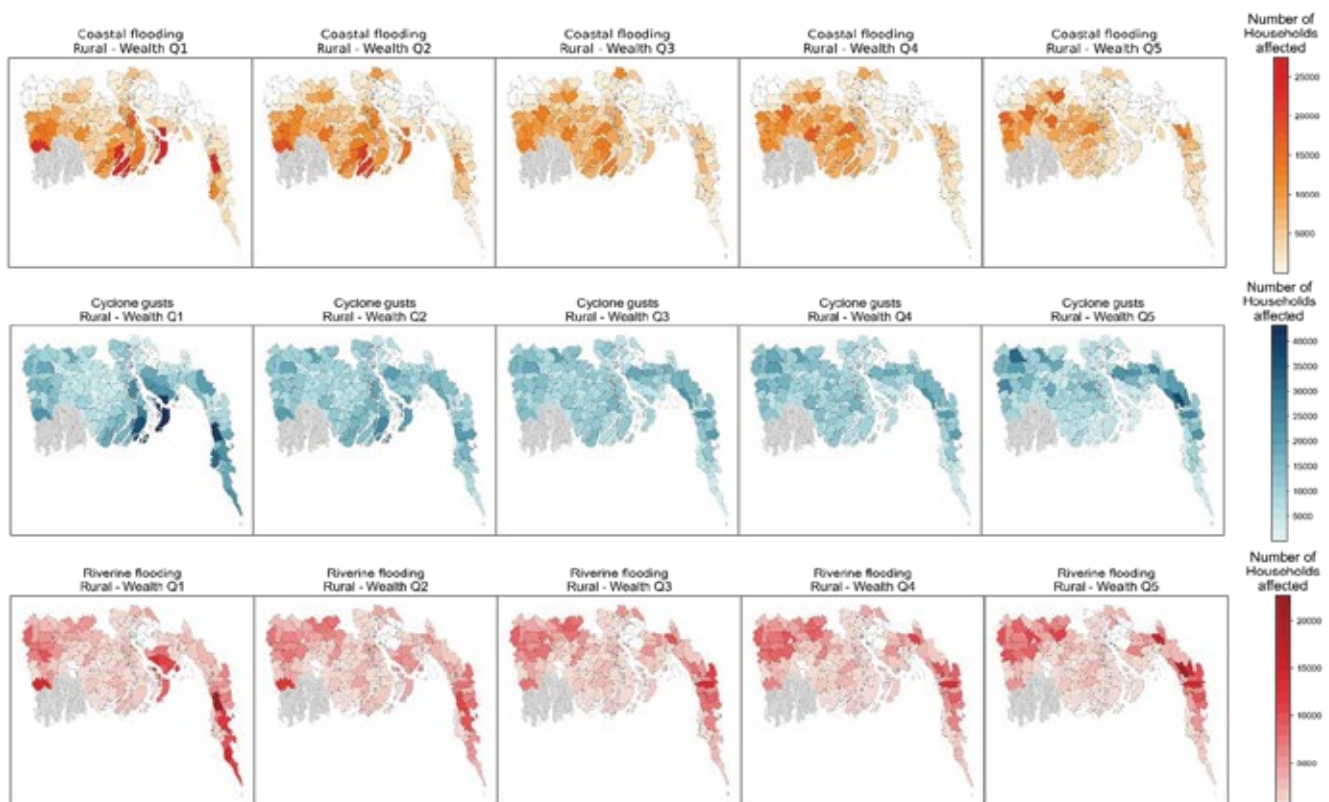 Coastal flooding
Rural - Wealth Q1
Coastal flooding
Rural - Wealth Q2
Coastal flooding
Rural - Wealth Q3
Coastal flooding
Rural - Wealth Q4
Coastal flooding
Rural - Wealth Q5
Number of
Households
affected
25000
20000
15000
10000
5000
Cyclone gusts
Rural - Wealth Q1
Cyclone gusts
Rural - Wealth Q2
Cyclone gusts
Rural - Wealth Q3
Cyclone gusts
Rural - Wealth Q4
Cyclone gusts
Rural - Wealth Q5
Number of
Households
affected
40000
35000
30000
25000
20000
15000
10000
5000
Riverine flooding
Rural - Wealth Q1
Riverine flooding
Rural - Wealth Q2
Riverine flooding
Rural - Wealth Q3
Riverine flooding
Rural - Wealth Q4
Riverine flooding
Rural - Wealth Q5
Number of
Households
affected
20000
15000
10000
5000